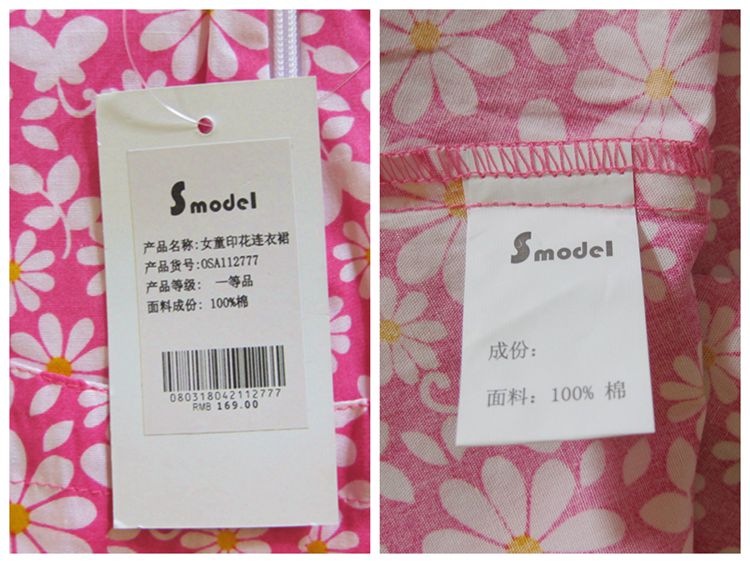 Smodel
产品名称:女童印花连衣裙
产品货号:OSA112777
产品等级: 一等品
面料成份: 100%棉
080318042112777
RMB 169.00
Smodel
成份:
面料: 100% 棉